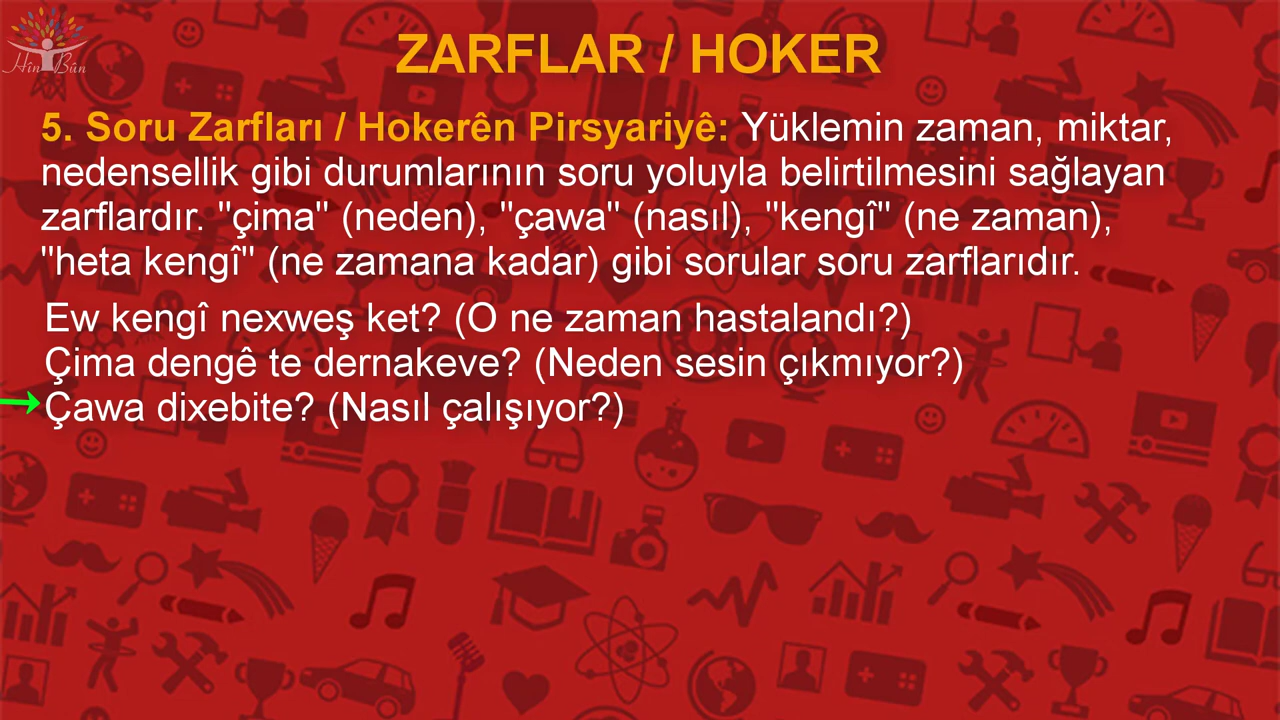 Hîn Bûn
ZARFLAR / HOKER
5. Soru Zarfları / Hokerên Pirsyariyê: Yüklemin zaman, miktar,
nedensellik gibi durumlarının soru yoluyla belirtilmesini sağlayan
zarflardır. "çima" (neden), "çawa" (nasıl), "kengî" (ne zaman),
"heta kengî" (ne zamana kadar) gibi sorular soru zarflarıdır.
Ew kengî nexweş ket? (O ne zaman hastalandı?)
Çima dengê te dernakeve? (Neden sesin çıkmıyor?)
Çawa dixebite? (Nasıl çalışıyor?)